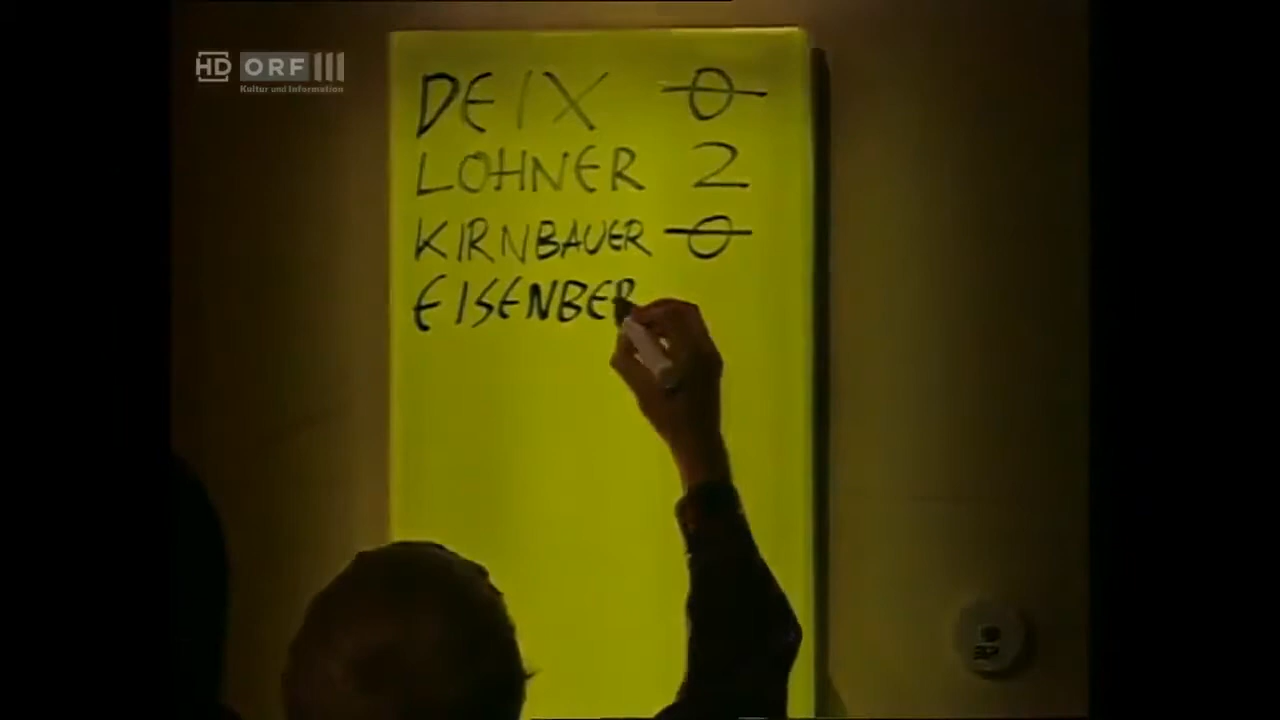 HD ORF III
Kultur und Information
DEIX 0
LOHNER 2
KIRNBAUER 0
EISENBER